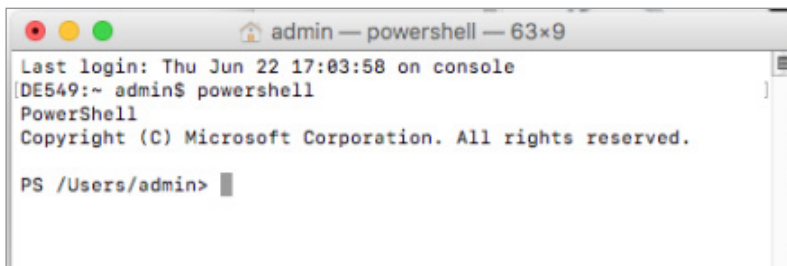 admin — powershell — 63×9
Last login: Thu Jun 22 17:03:58 on console
[DE549:~ admin$ powershell ]
PowerShell
Copyright (C) Microsoft Corporation. All rights reserved.
PS /Users/admin>